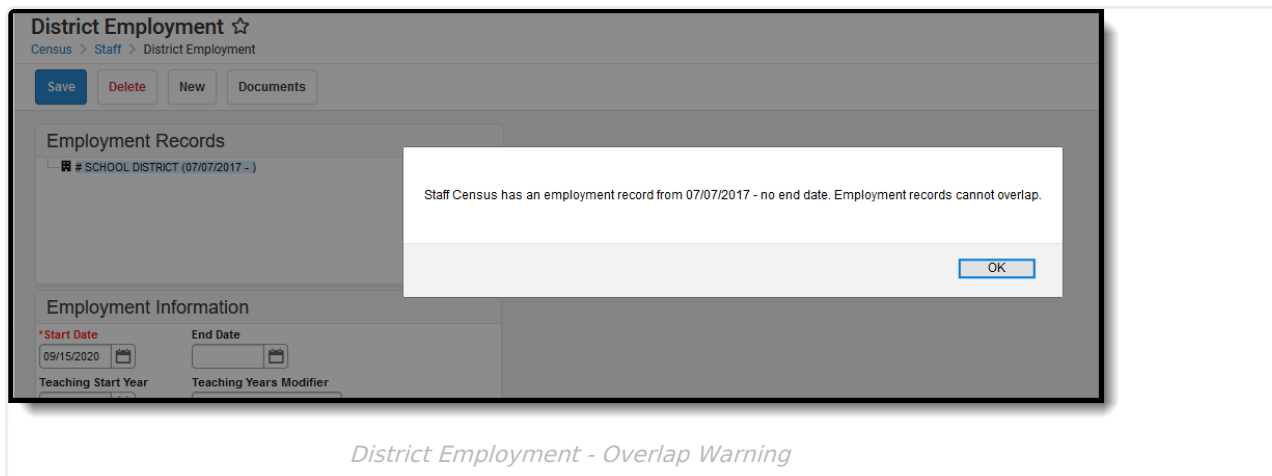 District Employment
Census > Staff > District Employment
Save Delete New Documents
Employment Records
# SCHOOL DISTRICT (07/07/2017 - )
Staff Census has an employment record from 07/07/2017 - no end date. Employment records cannot overlap.
OK
Employment Information
*Start Date End Date
09/15/2020
Teaching Start Year Teaching Years Modifier
District Employment - Overlap Warning